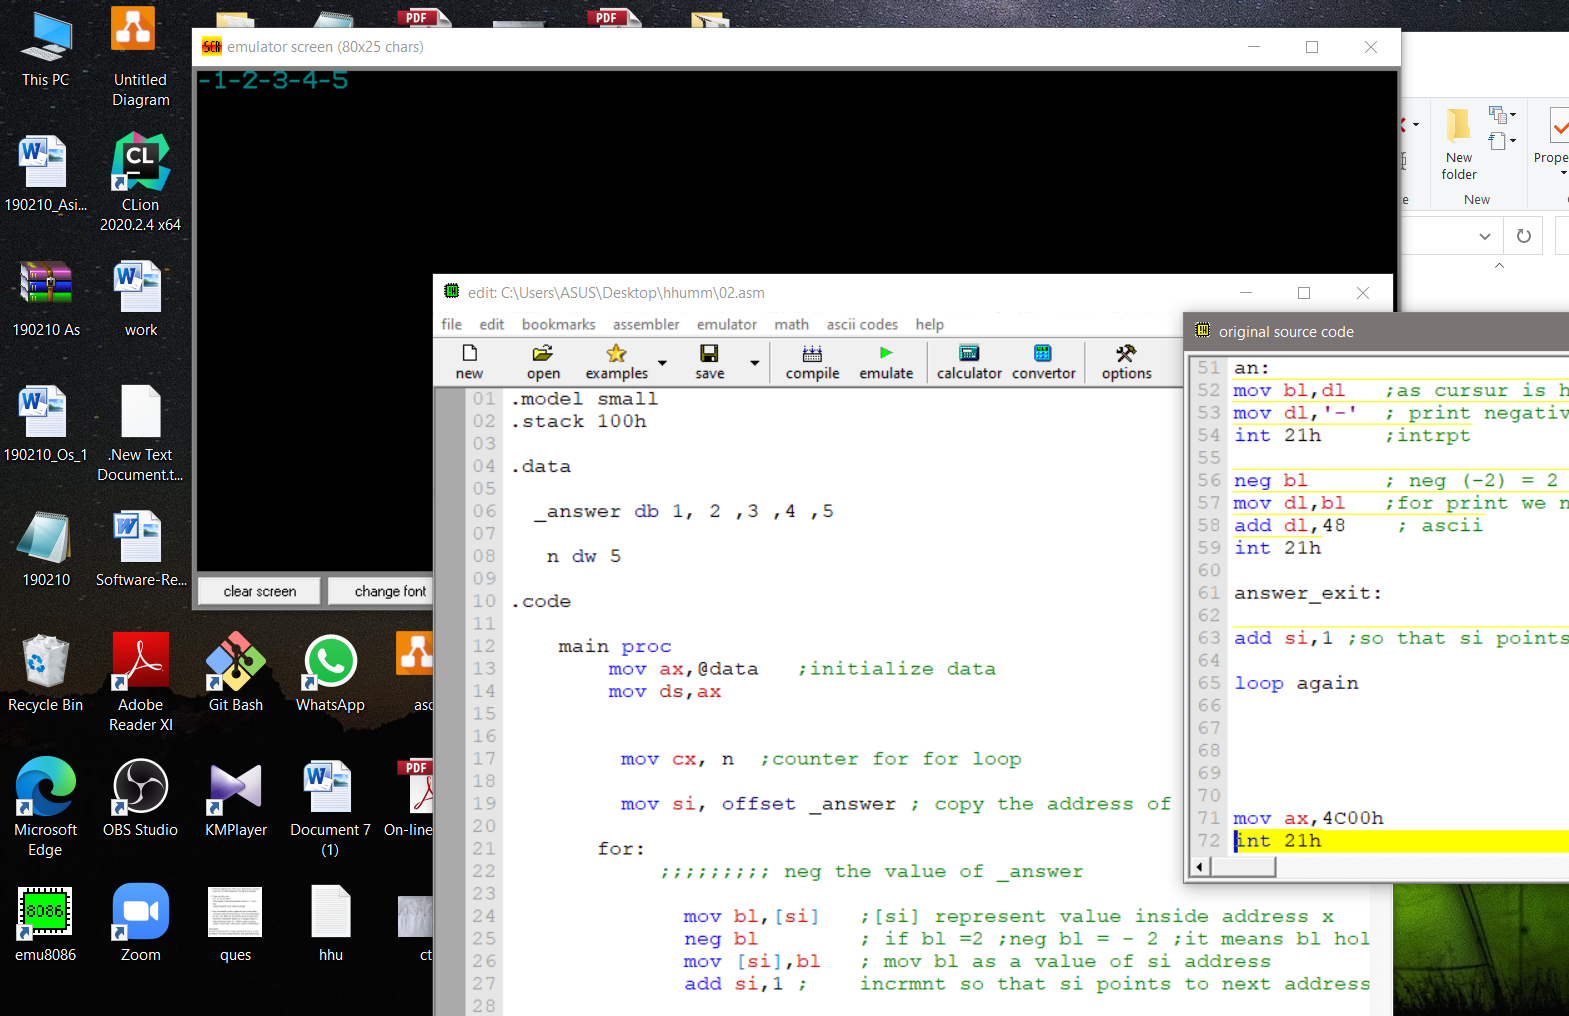 This PC
Untitled
Diagram
190210_Asi...
CLion
2020.2.4 x64
190210 As
work
190210_Os_1
.New Text
Document.t...
190210
Software-Re...
Recycle Bin
Adobe
Reader XI
Git Bash
WhatsApp
asc
Microsoft
Edge
OBS Studio
KMPlayer
Document 7
(1)
On-line
emu8086
Zoom
ques
hhu
ct
PDF
PDF
PDF
CL
8086
SCR emulator screen (80x25 chars)
-1-2-3-4-5
clear screen
change font
New
folder
New
Prope
edit: C:\Users\ASUS\Desktop\hhumm\02.asm
file edit bookmarks assembler emulator math ascii codes help
new open examples save compile emulate calculator convertor options
01 .model small
02 .stack 100h
03
04 .data
05
06 _answer db 1, 2 ,3 ,4 ,5
07
08 n dw 5
09
10 .code
11
12 main proc
13 mov ax,@data ;initialize data
14 mov ds,ax
15
16
17 mov cx, n ;counter for for loop
18
19 mov si, offset _answer ; copy the address of
20
21 for:
22 ;;;;;;;;; neg the value of _answer
23
24 mov bl,[si] ;[si] represent value inside address x
25 neg bl ; if bl =2 ;neg bl = - 2 ;it means bl hol
26 mov [si],bl ; mov bl as a value of si address
27 add si,1 ; incrmnt so that si points to next address
28
original source code
51 an:
52 mov bl,dl ;as cursur is h
53 mov dl,'-' ; print negativ
54 int 21h ;intrpt
55
56 neg bl ; neg (-2) = 2
57 mov dl,bl ;for print we n
58 add dl,48 ; ascii
59 int 21h
60
61 answer_exit:
62
63 add si,1 ;so that si points
64
65 loop again
66
67
68
69
70
71 mov ax,4C00h
72 int 21h